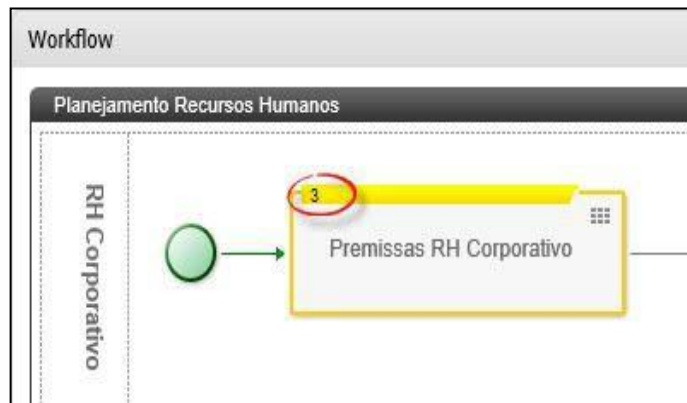 Workflow
Planejamento Recursos Humanos
RH Corporativo
3
Premissas RH Corporativo